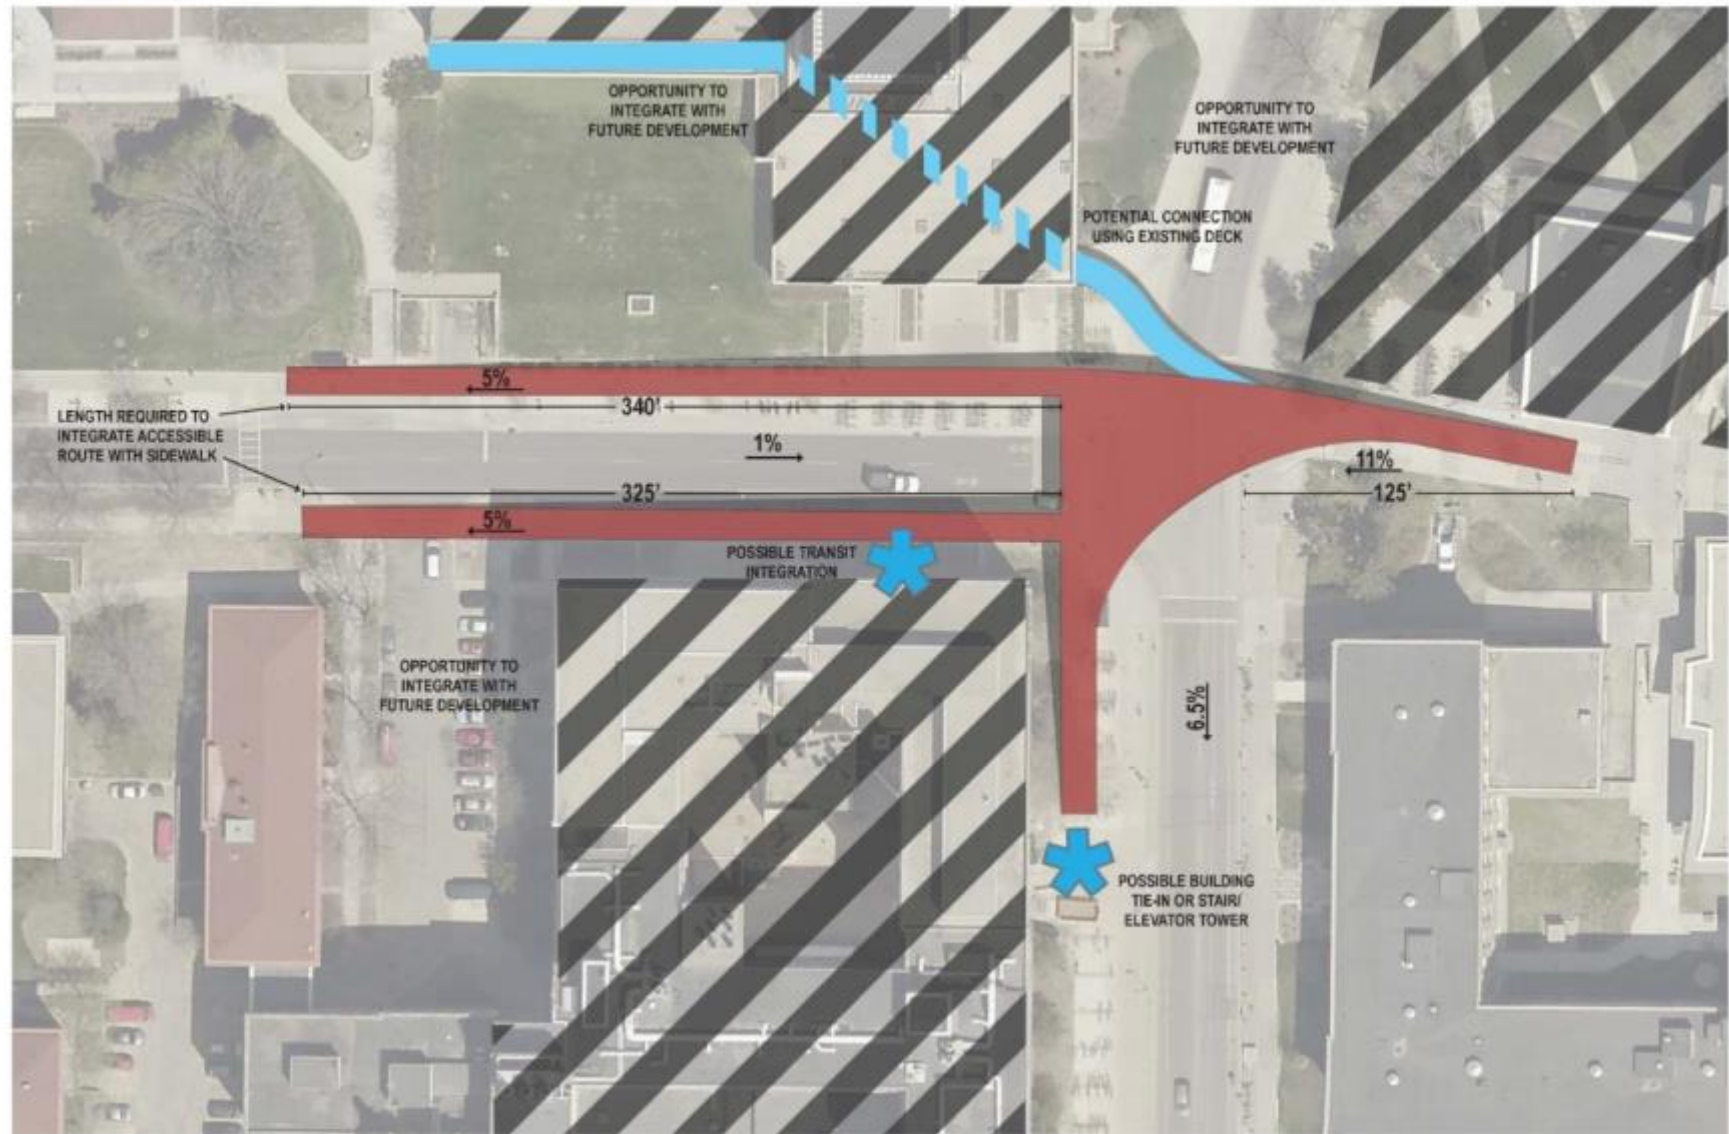 OPPORTUNITY TO
INTEGRATE WITH
FUTURE DEVELOPMENT
OPPORTUNITY TO
INTEGRATE WITH
FUTURE DEVELOPMENT
POTENTIAL CONNECTION
USING EXISTING DECK
5%
340'
LENGTH REQUIRED TO
INTEGRATE ACCESSIBLE
ROUTE WITH SIDEWALK
1%
11%
125'
325'
5%
POSSIBLE TRANSIT
INTEGRATION
OPPORTUNITY TO
INTEGRATE WITH
FUTURE DEVELOPMENT
6.5%
POSSIBLE BUILDING
TIE-IN OR STAIR/
ELEVATOR TOWER